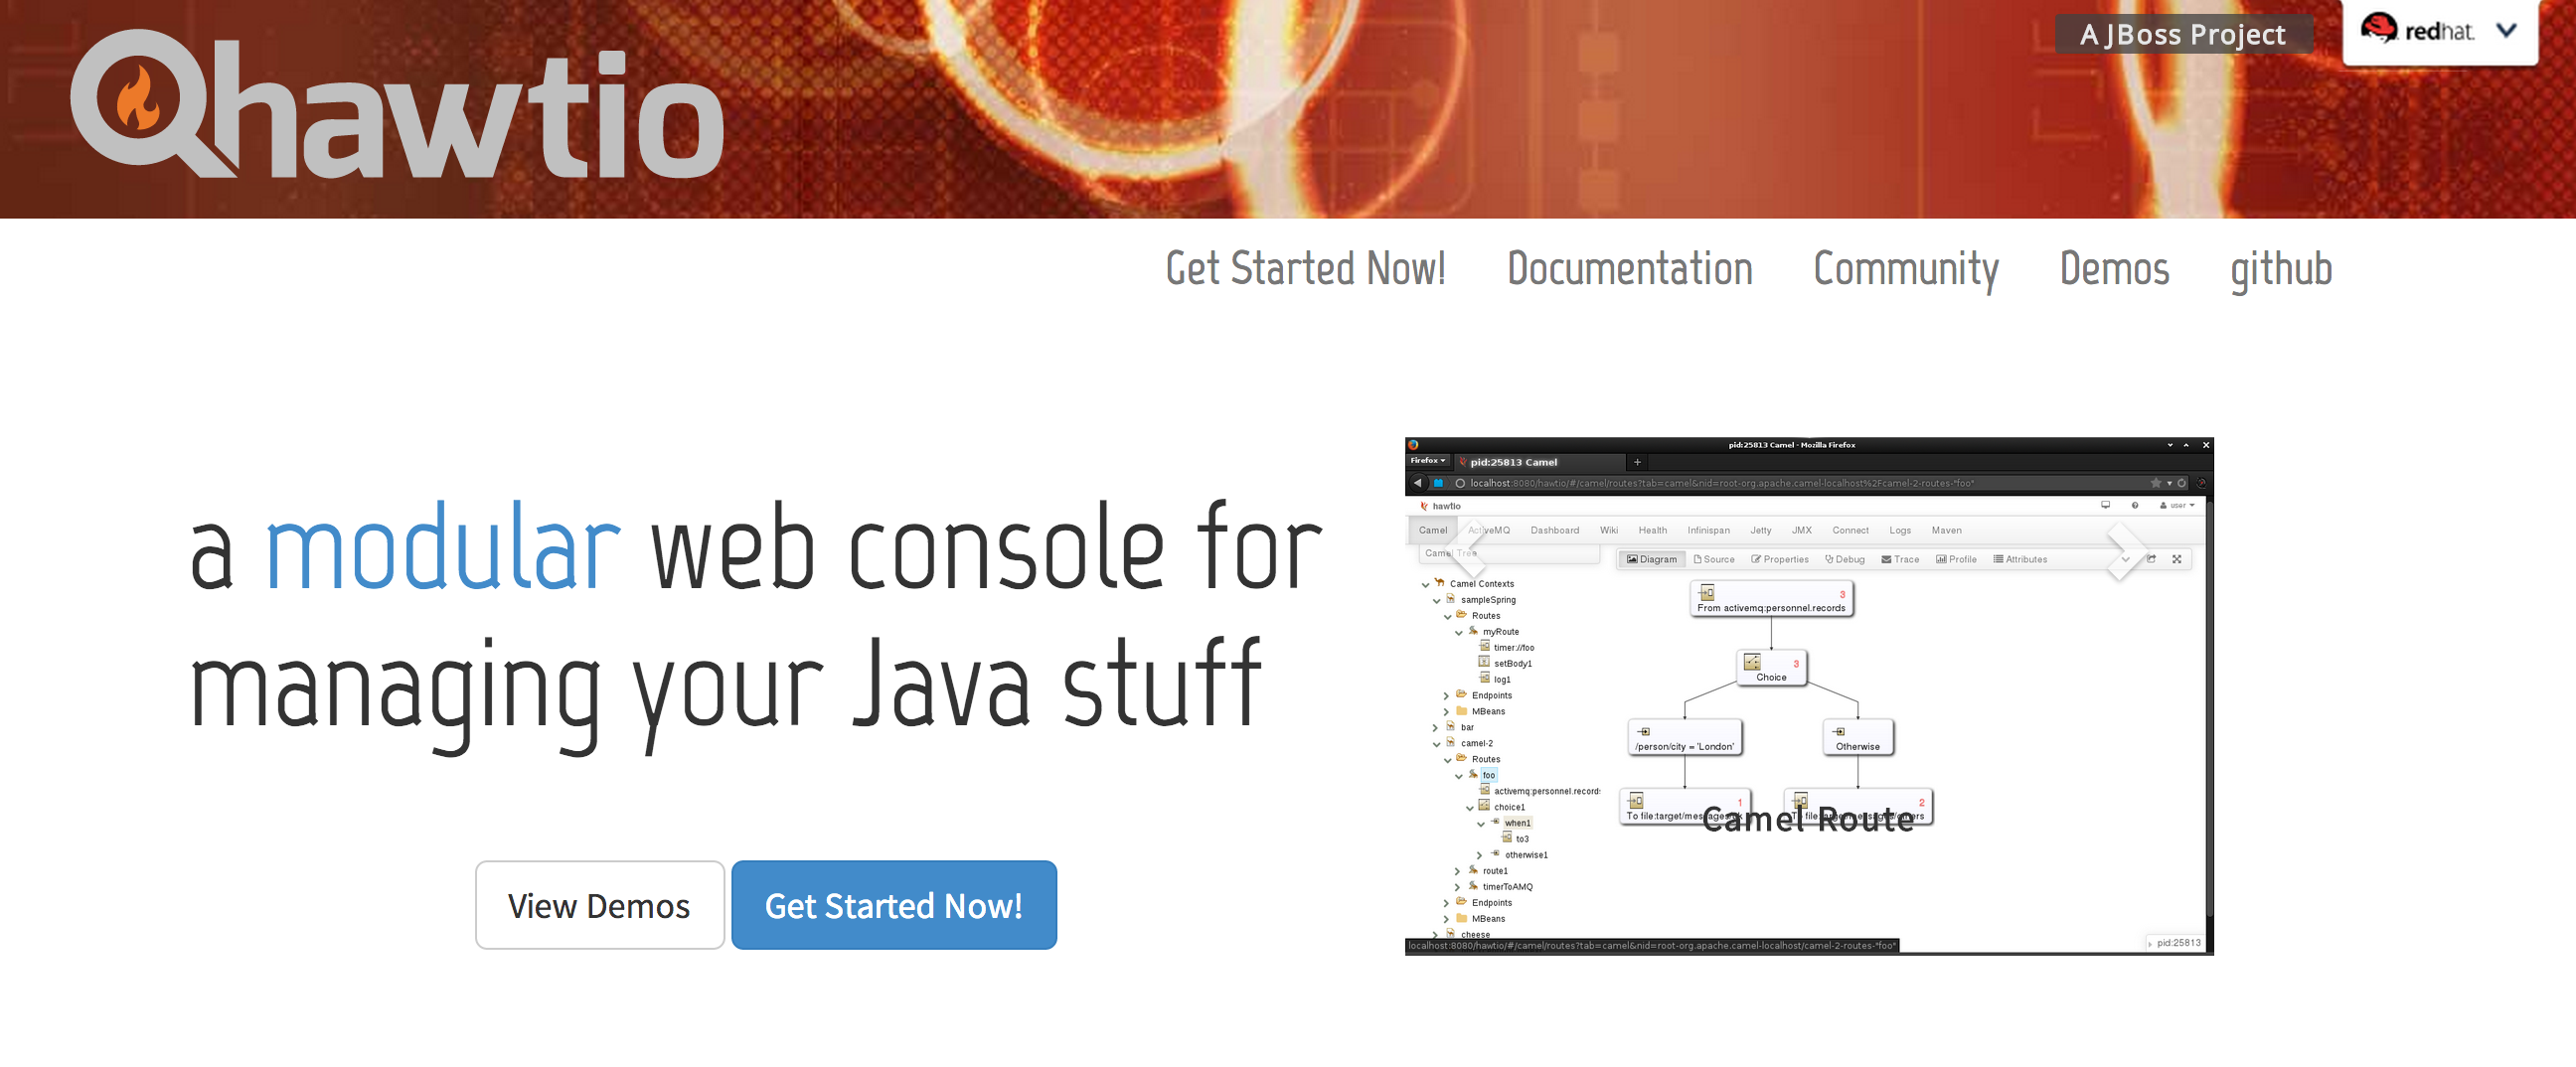 hawtio
A JBoss Project
redhat.
Get Started Now! Documentation Community Demos github
a modular web console for
managing your Java stuff
View Demos
Get Started Now!
pid:25813 Camel - Mozilla Firefox
Firefox
pid:25813 Camel
localhost:8080/hawtio/#/camel/routes?tab=camel&nid=root-org.apache.camel-localhost%2Fcamel-2-routes-"foo"
hawtio
user
Camel ActiveMQ Dashboard Wiki Health Infinispan Jetty JMX Connect Logs Maven
Camel Tree
Diagram Source Properties Debug Trace Profile Attributes
Camel Contexts
sampleSpring
Routes
myRoute
timer://foo
setBody1
log1
Endpoints
MBeans
bar
camel-2
Routes
foo
activemq:personnel.records
choice1
when1
to3
otherwise1
route1
timerToAMQ
Endpoints
MBeans
cheese
3
From activemq:personnel.records
3
Choice
/person/city = 'London'
Otherwise
1
To file:target/messages/uk
2
To file:target/messages/others
Camel Route
localhost:8080/hawtio/#/camel/routes?tab=camel&nid=root-org.apache.camel-localhost/camel-2-routes-"foo"
pid:25813